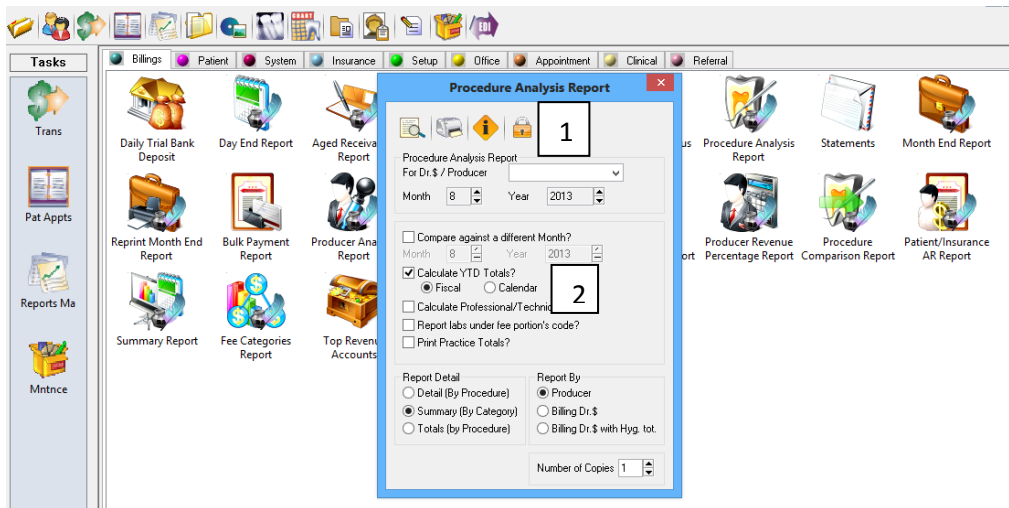 EDI
Tasks
Trans
Pat Appts
Reports Ma
Mntnce
Billings Patient System Insurance Setup Office Appointment Clinical Referral
Daily Trial Bank Deposit
Day End Report
Aged Receiva
Report
us
Procedure Analysis Report
Statements
Month End Report
Reprint Month End Report
Bulk Payment Report
Producer Ana
Report
ort
Producer Revenue Percentage Report
Procedure Comparison Report
Patient/Insurance AR Report
Summary Report
Fee Categories Report
Top Revenu
Accounts
Procedure Analysis Report
1
Procedure Analysis Report
For Dr.$ / Producer
Month 8 Year 2013
Compare against a different Month?
Month 8 Year 2013
Calculate YTD Totals?
Fiscal Calendar
2
Calculate Professional/Technic
Report labs under fee portion's code?
Print Practice Totals?
Report Detail
Detail (By Procedure)
Summary (By Category)
Totals (by Procedure)
Report By
Producer
Billing Dr.$
Billing Dr.$ with Hyg. tot.
Number of Copies 1